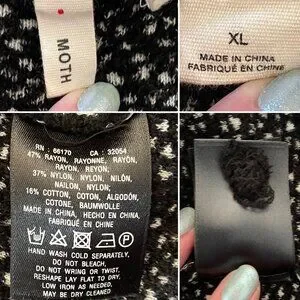 MOTH
XL
MADE IN CHINA
FABRIQUÉ EN CHINE
RN : 66170 CA : 32054
47% RAYON, RAYONNE, RAYÓN,
RAYON, REYON;
37% NYLON, NYLON, NILÓN,
NAILON, NYLON;
16% COTTON, COTON, ALGODÓN,
COTONE, BAUMWOLLE
MADE IN CHINA, HECHO EN CHINA,
FABRIQUÉ EN CHINE
HAND WASH COLD SEPARATELY,
DO NOT BLEACH,
DO NOT WRING OR TWIST,
RESHAPE LAY FLAT TO DRY,
LOW IRON AS NEEDED,
MAY BE DRY CLEANED